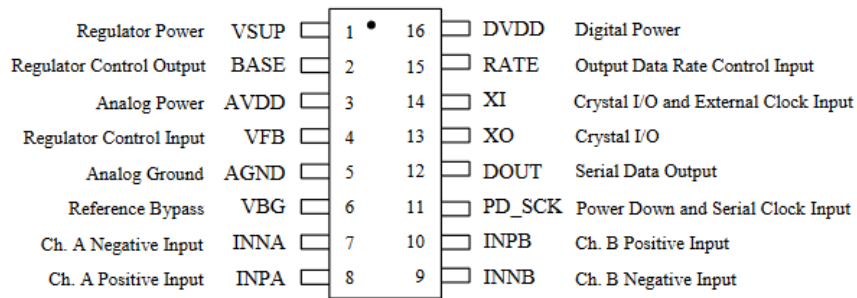 Regulator Power VSUP 1 16 DVDD Digital Power
Regulator Control Output BASE 2 15 RATE Output Data Rate Control Input
Analog Power AVDD 3 14 XI Crystal I/O and External Clock Input
Regulator Control Input VFB 4 13 XO Crystal I/O
Analog Ground AGND 5 12 DOUT Serial Data Output
Reference Bypass VBG 6 11 PD_SCK Power Down and Serial Clock Input
Ch. A Negative Input INNA 7 10 INPB Ch. B Positive Input
Ch. A Positive Input INPA 8 9 INNB Ch. B Negative Input